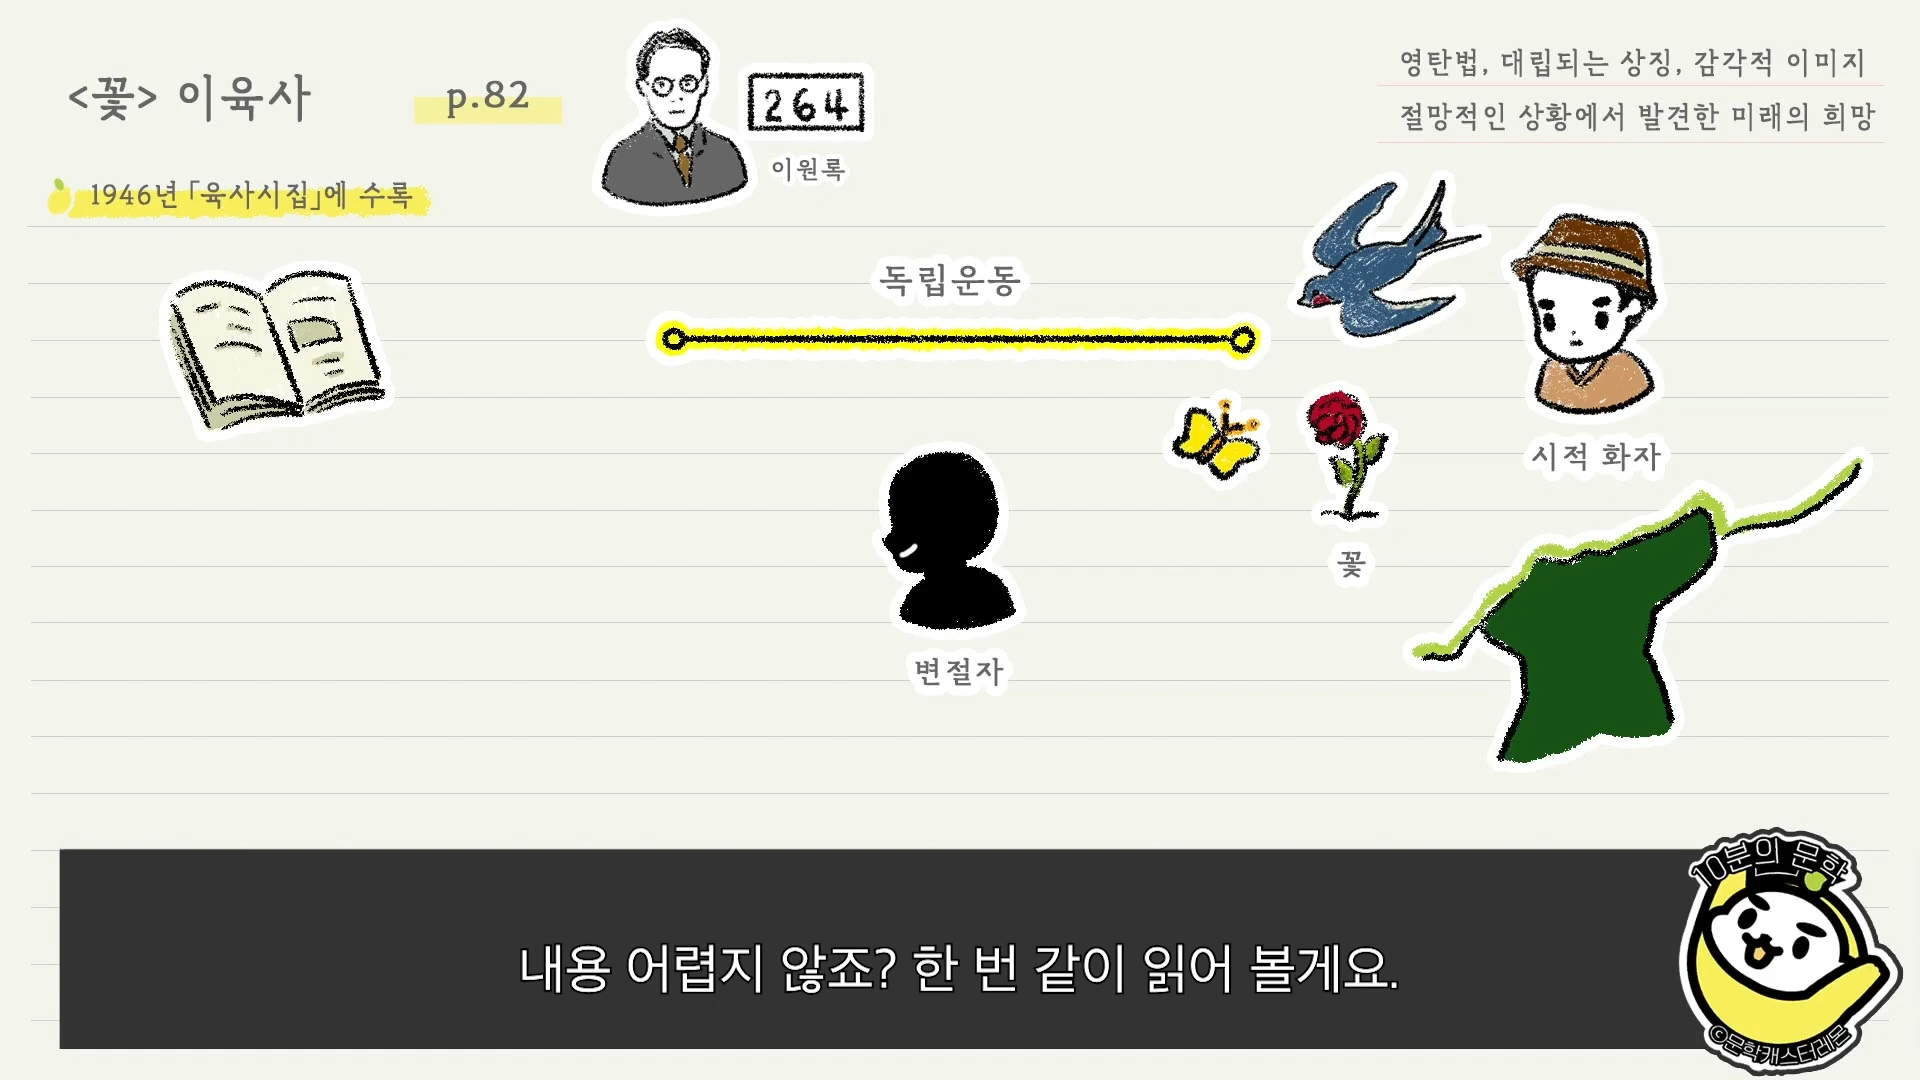 <꽃> 이육사
p.82
264
이원록
영탄법, 대립되는 상징, 감각적 이미지
절망적인 상황에서 발견한 미래의 희망
1946년 「육사시집」에 수록
독립운동
시적 화자
꽃
변절자
내용 어렵지 않죠? 한 번 같이 읽어 볼게요.
10분의 문학
©문학캐스터레몬